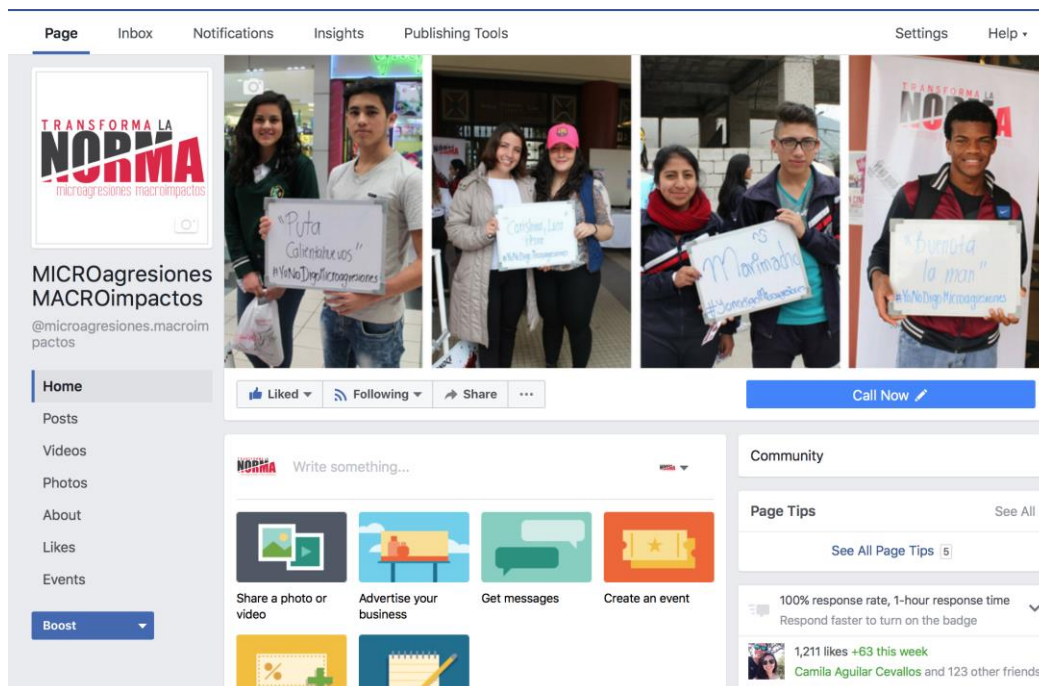 Page Inbox Notifications Insights Publishing Tools Settings Help
TRANSFORMA LA
NORMA
microagresiones macroimpactos
"Puta
Calientahuevos"
#YoNoDigoMicroagresiones
#YoNoDigoMicroagresiones
Marimacho
TRANSFORMA LA
NORMA
"Buenota
la man"
#YoNoDigoMicroagresiones
MICROagresiones
MACROimpactos
@microagresiones.macroim
pactos
Home
Posts
Videos
Photos
About
Likes
Events
Boost
Liked Following Share ...
Call Now
NORMA Write something...
Share a photo or
video
Advertise your
business
Get messages
Create an event
Community
Page Tips See All
See All Page Tips 5
100% response rate, 1-hour response time
Respond faster to turn on the badge
1,211 likes +63 this week
Camila Aguilar Cevallos and 123 other friends